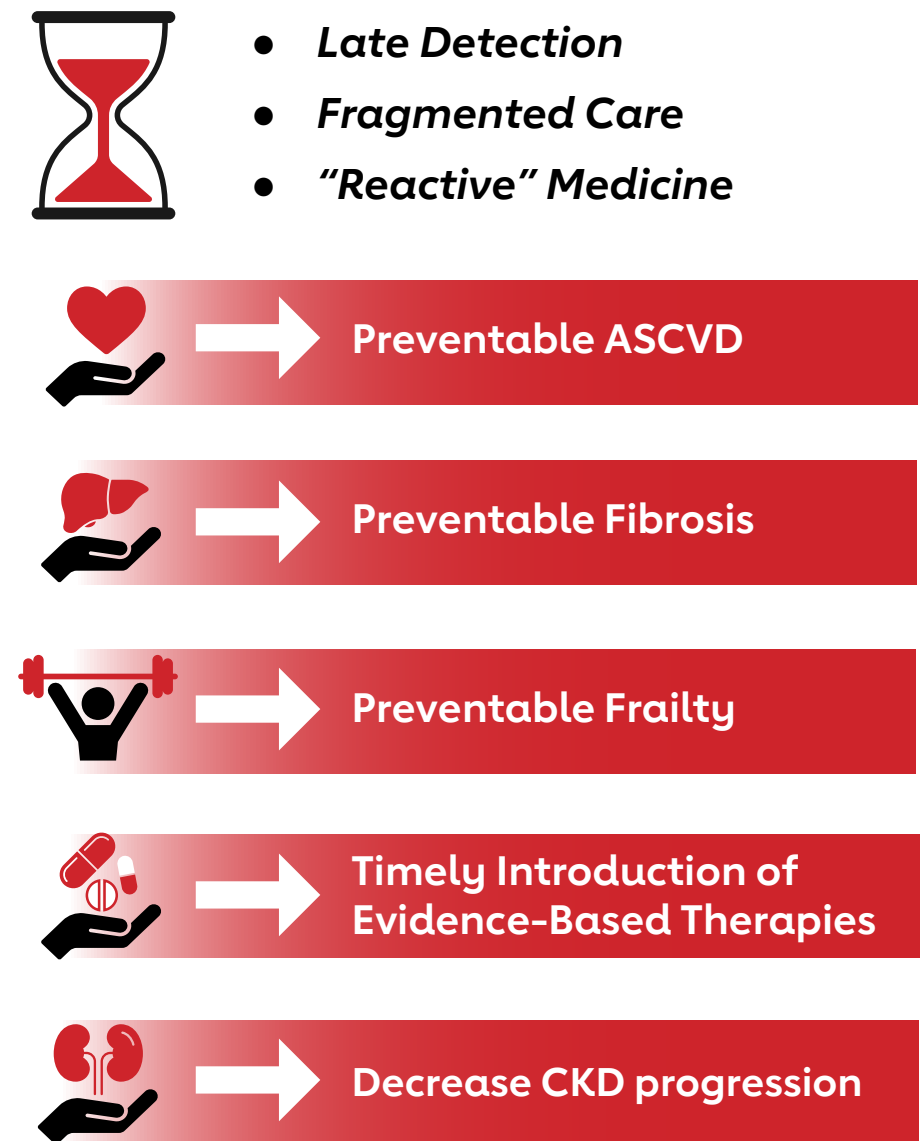 ● Late Detection
● Fragmented Care
● “Reactive” Medicine
Preventable ASCVD
Preventable Fibrosis
Preventable Frailty
Timely Introduction of
Evidence-Based Therapies
Decrease CKD progression